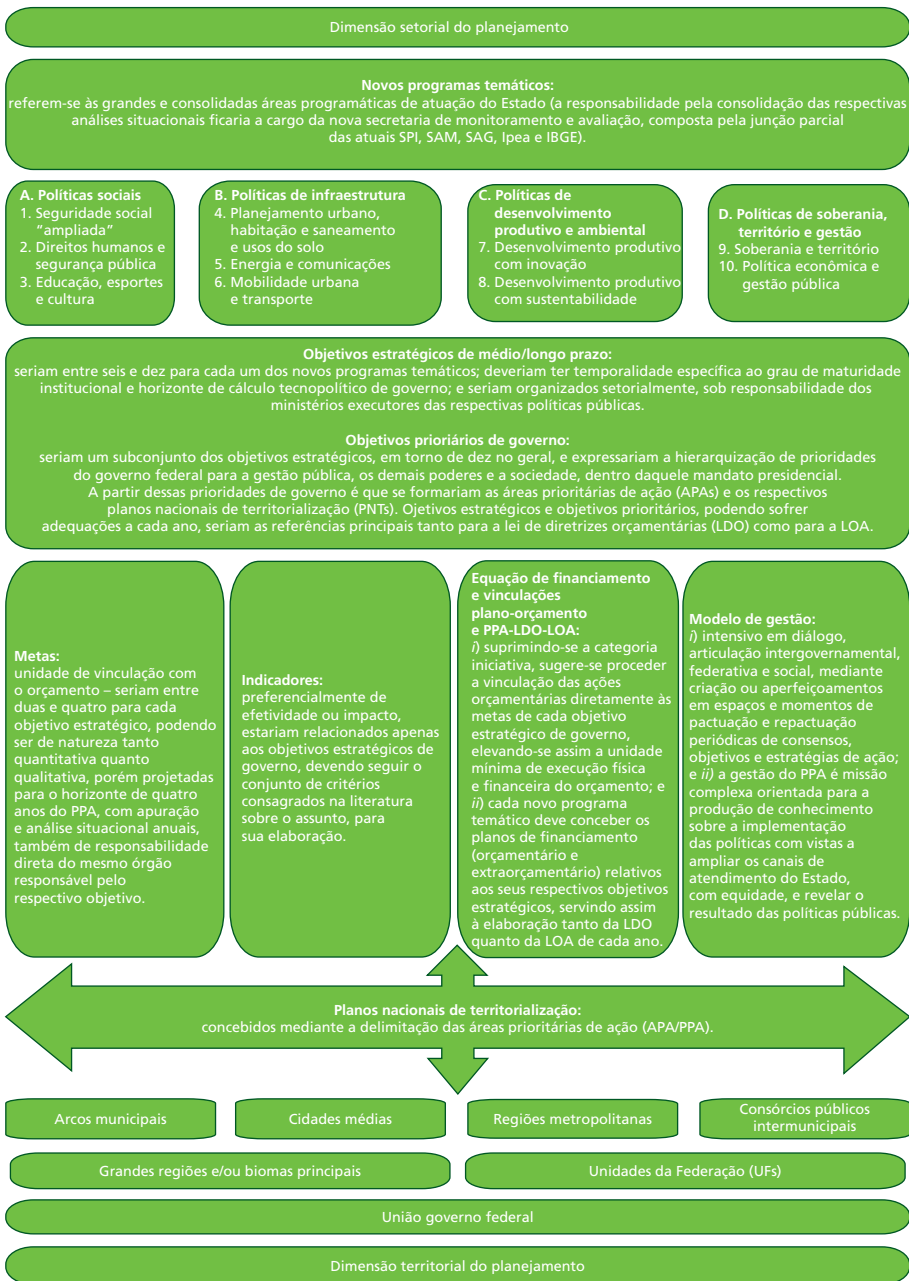 Dimensão setorial do planejamento
Novos programas temáticos:
referem-se às grandes e consolidadas áreas programáticas de atuação do Estado (a responsabilidade pela consolidação das respectivas
análises situacionais ficaria a cargo da nova secretaria de monitoramento e avaliação, composta pela junção parcial
das atuais SPI, SAM, SAG, Ipea e IBGE).
A. Políticas sociais
1. Seguridade social
"ampliada"
2. Direitos humanos e
segurança pública
3. Educação, esportes
e cultura
B. Políticas de infraestrutura
4. Planejamento urbano,
habitação e saneamento
e usos do solo
5. Energia e comunicações
6. Mobilidade urbana
e transporte
C. Políticas de
desenvolvimento
produtivo e ambiental
7. Desenvolvimento produtivo
com inovação
8. Desenvolvimento produtivo
com sustentabilidade
D. Políticas de soberania,
território e gestão
9. Soberania e território
10. Política econômica e
gestão pública
Objetivos estratégicos de médio/longo prazo:
seriam entre seis e dez para cada um dos novos programas temáticos; deveriam ter temporalidade específica ao grau de maturidade
institucional e horizonte de cálculo tecnopolítico de governo; e seriam organizados setorialmente, sob responsabilidade dos
ministérios executores das respectivas políticas públicas.
Objetivos prioriários de governo:
seriam um subconjunto dos objetivos estratégicos, em torno de dez no geral, e expressariam a hierarquização de prioridades
do governo federal para a gestão pública, os demais poderes e a sociedade, dentro daquele mandato presidencial.
A partir dessas prioridades de governo é que se formariam as áreas prioritárias de ação (APAs) e os respectivos
planos nacionais de territorialização (PNTs). Ojetivos estratégicos e objetivos prioritários, podendo sofrer
adequações a cada ano, seriam as referências principais tanto para a lei de diretrizes orçamentárias (LDO) como para a LOA.
Metas:
unidade de vinculação com
o orçamento – seriam entre
duas e quatro para cada
objetivo estratégico, podendo
ser de natureza tanto
quantitativa quanto
qualitativa, porém projetadas
para o horizonte de quatro
anos do PPA, com apuração
e análise situacional anuais,
também de responsabilidade
direta do mesmo órgão
responsável pelo
respectivo objetivo.
Indicadores:
preferencialmente de
efetividade ou impacto,
estariam relacionados apenas
aos objetivos estratégicos de
governo, devendo seguir o
conjunto de critérios
consagrados na literatura
sobre o assunto, para
sua elaboração.
Equação de financiamento
e vinculações
plano-orçamento
e PPA-LDO-LOA:
i) suprimindo-se a categoria
iniciativa, sugere-se proceder
a vinculação das ações
orçamentárias diretamente às
metas de cada objetivo
estratégico de governo,
elevando-se assim a unidade
mínima de execução física
e financeira do orçamento; e
ii) cada novo programa
temático deve conceber os
planos de financiamento
(orçamentário e
extraorçamentário) relativos
aos seus respectivos objetivos
estratégicos, servindo assim
à elaboração tanto da LDO
quanto da LOA de cada ano.
Modelo de gestão:
i) intensivo em diálogo,
articulação intergovernamental,
federativa e social, mediante
criação ou aperfeiçoamentos
em espaços e momentos de
pactuação e repactuação
periódicas de consensos,
objetivos e estratégias de ação;
e ii) a gestão do PPA é missão
complexa orientada para a
produção de conhecimento
sobre a implementação
das políticas com vistas a
ampliar os canais de
atendimento do Estado,
com equidade, e revelar o
resultado das políticas públicas.
Planos nacionais de territorialização:
concebidos mediante a delimitação das áreas prioritárias de ação (APA/PPA).
Arcos municipais
Cidades médias
Regiões metropolitanas
Consórcios públicos
intermunicipais
Grandes regiões e/ou biomas principais
Unidades da Federação (UFs)
União governo federal
Dimensão territorial do planejamento